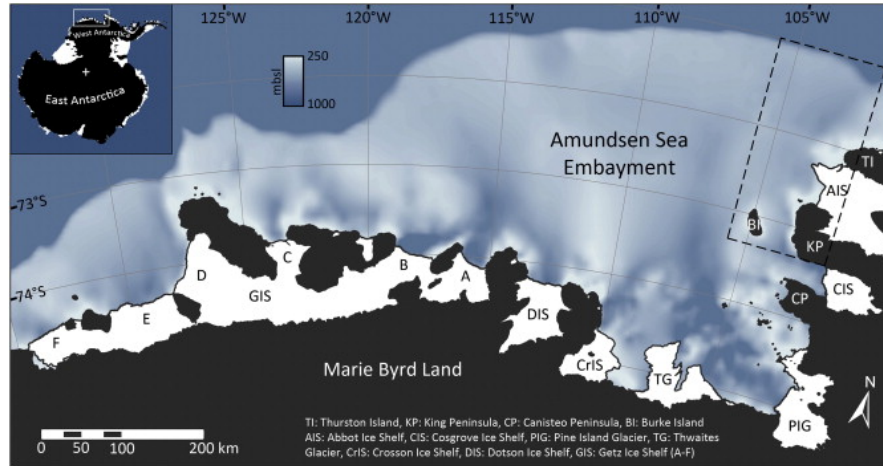 125°W
120°W
115°W
110°W
105°W
West Antarctica
East Antarctica
mbsl
250
1000
Amundsen Sea
Embayment
73°S
74°S
TI
AIS
BI
KP
CP
CIS
C
D
B
A
GIS
E
F
DIS
CrIS
TG
PIG
Marie Byrd Land
N
0 50 100 200 km
TI: Thurston Island, KP: King Peninsula, CP: Canisteo Peninsula, BI: Burke Island
AIS: Abbot Ice Shelf, CIS: Cosgrove Ice Shelf, PIG: Pine Island Glacier, TG: Thwaites
Glacier, CrIS: Crosson Ice Shelf, DIS: Dotson Ice Shelf, GIS: Getz Ice Shelf (A-F)